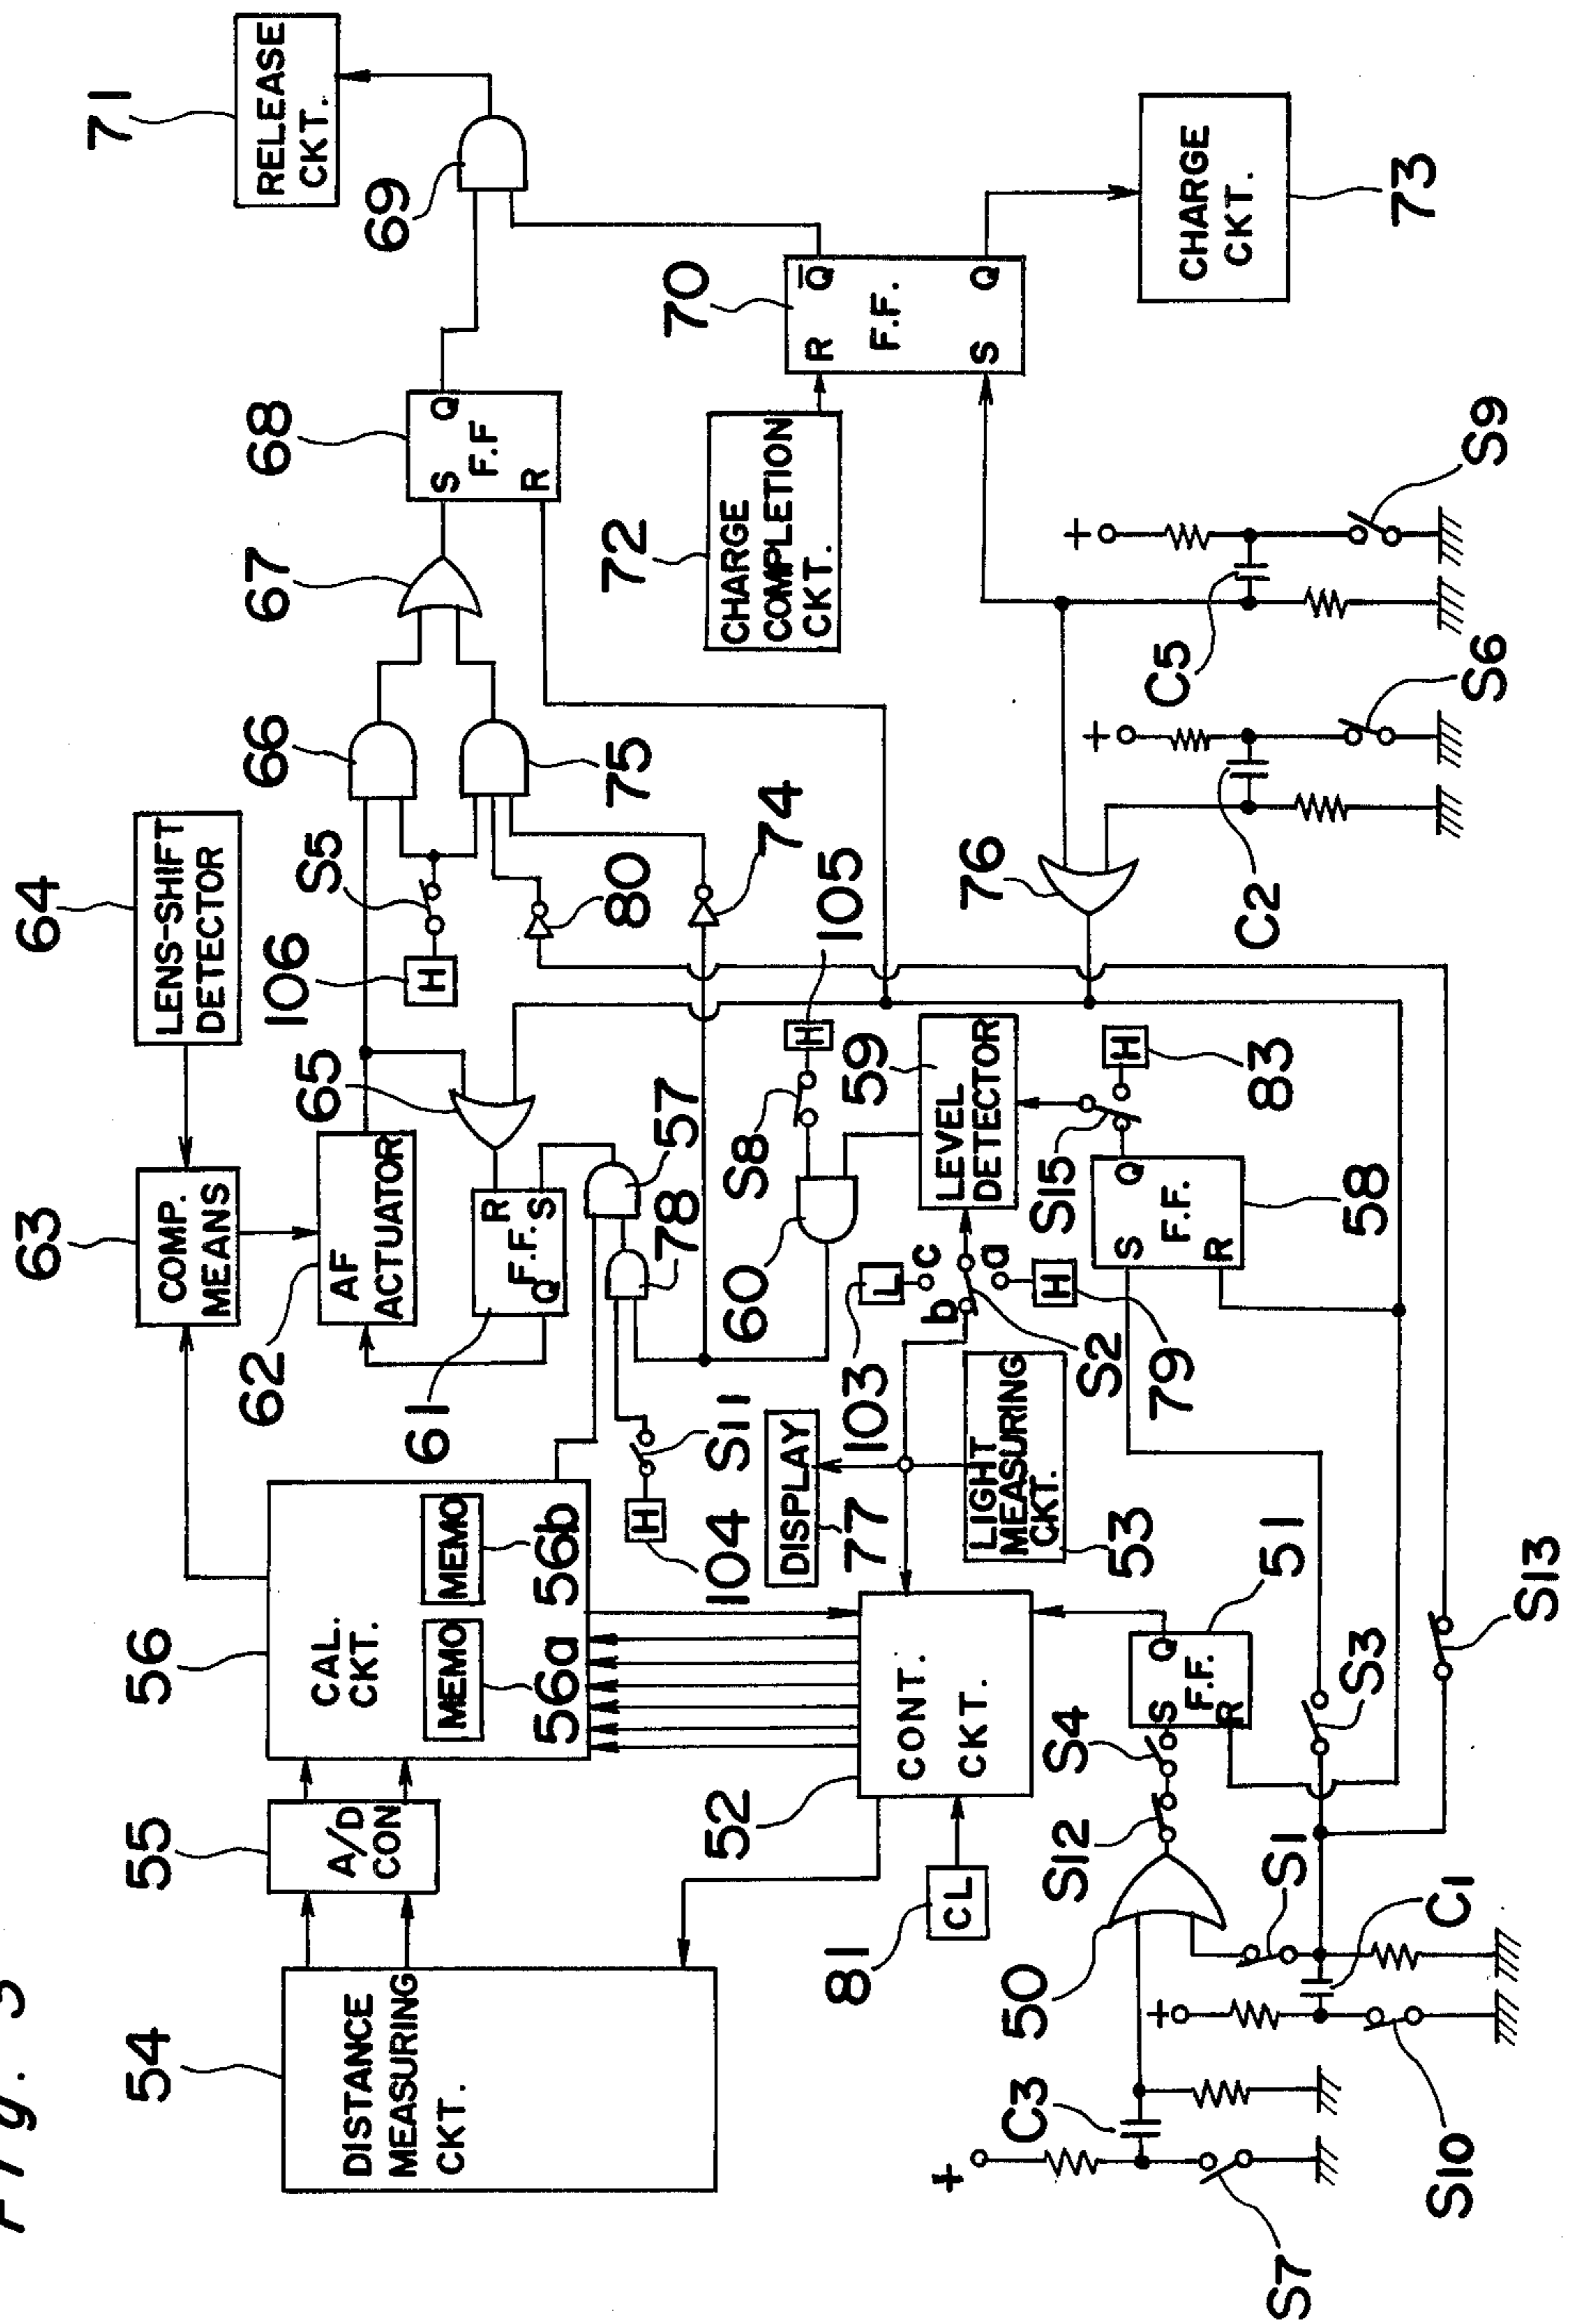 Fig.
54
DISTANCE
MEASURING
CKT.
55
A/D
CON
56
CAL.
CKT.
MEMO
56a
MEMO
56b
63
COMP.
MEANS
64
LENS-SHIFT
DETECTOR
62
AF
ACTUATOR
61
R
F.F.
S
Q
65
57
78
104
H
S11
106
H
S5
66
75
80
74
67
68
S
Q
F.F
R
69
71
RELEASE
CKT.
72
CHARGE
COMPLETION
CKT.
70
R
Q̄
F.F.
S
Q
CHARGE
CKT.
73
52
CONT.
CKT.
81
CL
DISPLAY
77
LIGHT
MEASURING
CKT.
53
103
L
c
b
a
S2
H
79
60
S8
H
105
59
LEVEL
DETECTOR
S15
H
83
S
Q
F.F.
R
58
76
C2
S6
C5
S9
+
+
50
S12
S4
S
Q
F.F.
R
51
S1
S3
S13
C1
+
S10
C3
+
S7